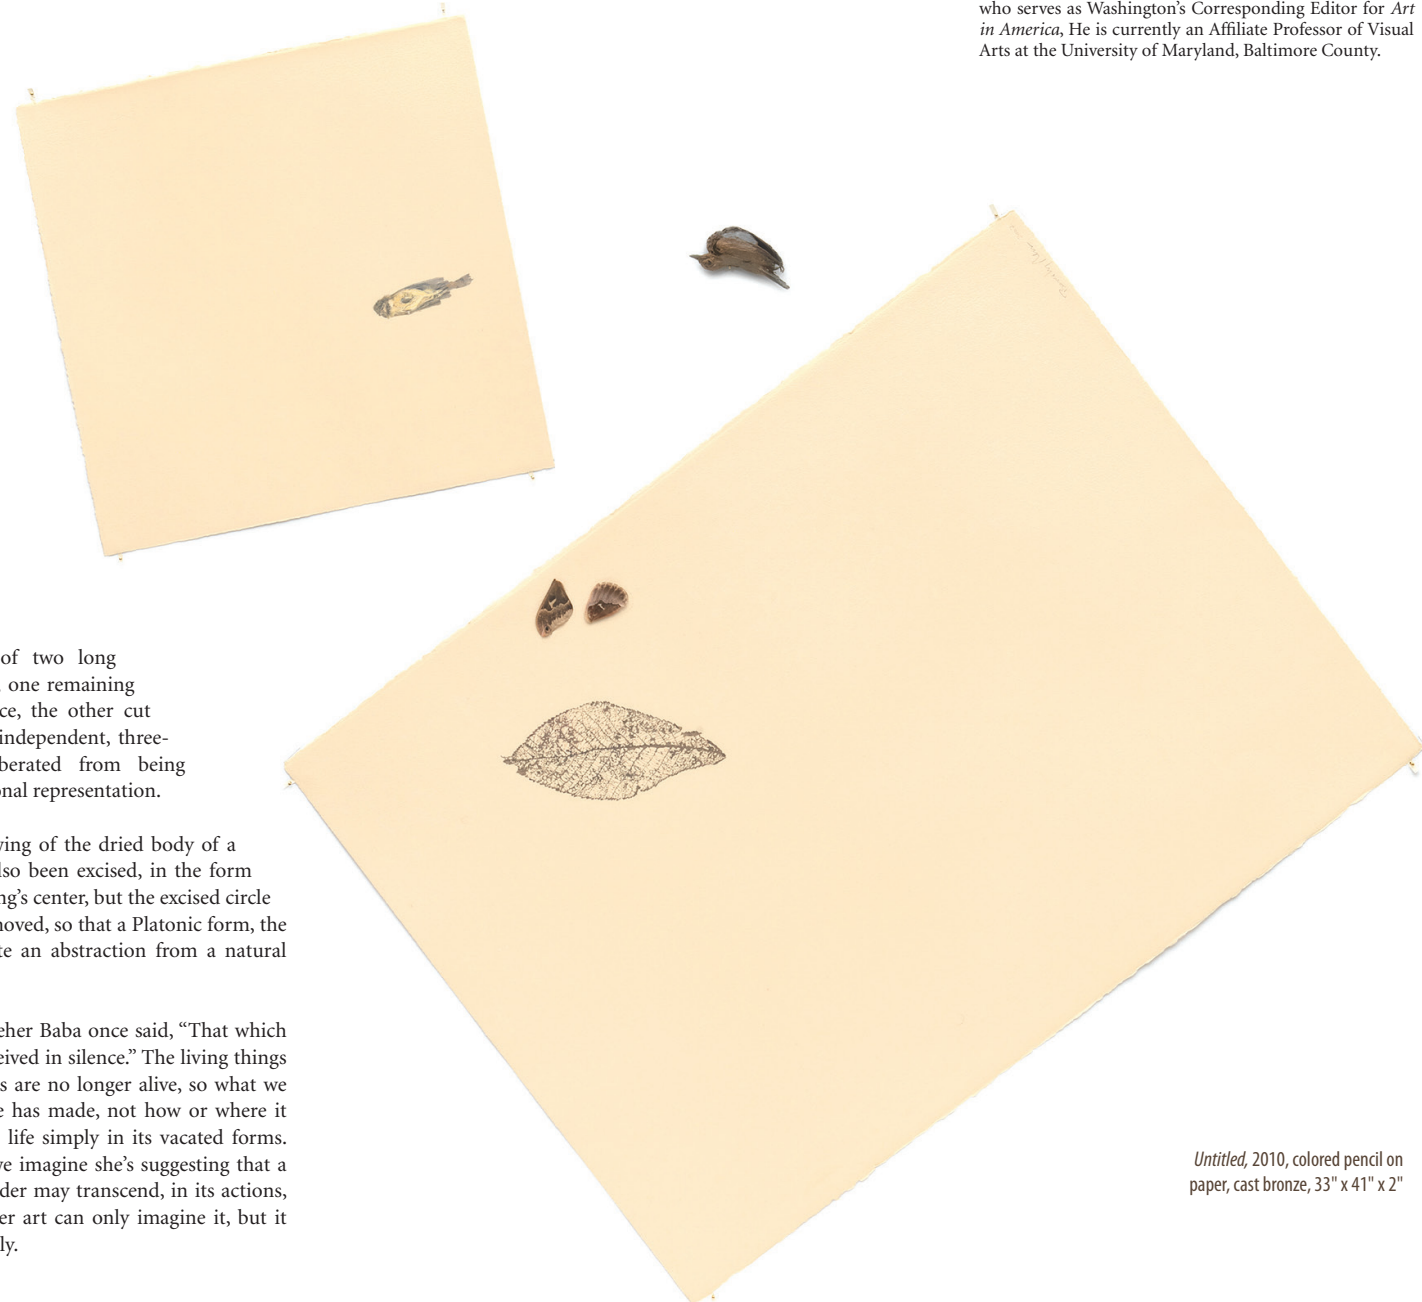 who serves as Washington’s Corresponding Editor for Art
in America, He is currently an Affiliate Professor of Visual
Arts at the University of Maryland, Baltimore County.
of two long
one remaining
ce, the other cut
independent, three-
berated from being
onal representation.
ving of the dried body of a
lso been excised, in the form
ng’s center, but the excised circle
noved, so that a Platonic form, the
te an abstraction from a natural
eher Baba once said, “That which
eived in silence.” The living things
s are no longer alive, so what we
e has made, not how or where it
life simply in its vacated forms.
ve imagine she’s suggesting that a
der may transcend, in its actions,
er art can only imagine it, but it
ly.
Untitled, 2010, colored pencil on
paper, cast bronze, 33" x 41" x 2"